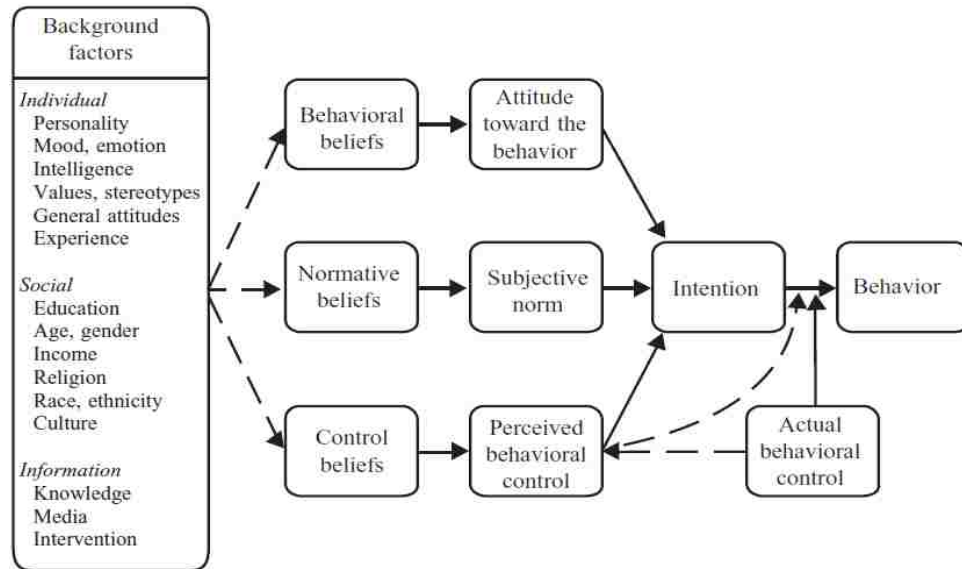 Background
factors
Individual
Personality
Mood, emotion
Intelligence
Values, stereotypes
General attitudes
Experience
Social
Education
Age, gender
Income
Religion
Race, ethnicity
Culture
Information
Knowledge
Media
Intervention
Behavioral
beliefs
Attitude
toward the
behavior
Normative
beliefs
Subjective
norm
Intention
Behavior
Control
beliefs
Perceived
behavioral
control
Actual
behavioral
control